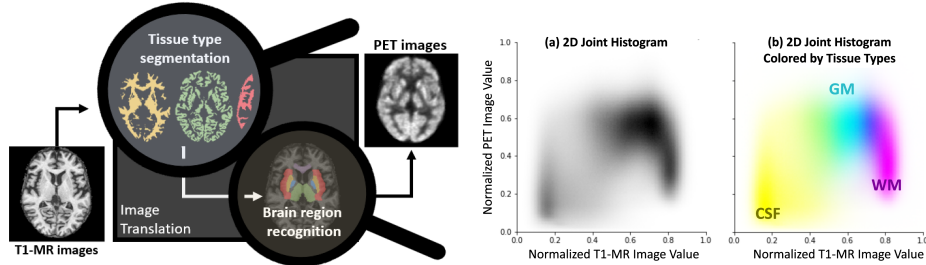 Tissue type
segmentation
PET images
Image
Translation
Brain region
recognition
T1-MR images
(a) 2D Joint Histogram
Normalized PET Image Value
1.0
0.8
0.6
0.4
0.2
0.0
0.0 0.2 0.4 0.6 0.8 1.0
Normalized T1-MR Image Value
(b) 2D Joint Histogram
Colored by Tissue Types
GM
WM
CSF
1.0
0.8
0.6
0.4
0.2
0.0
0.0 0.2 0.4 0.6 0.8 1.0
Normalized T1-MR Image Value